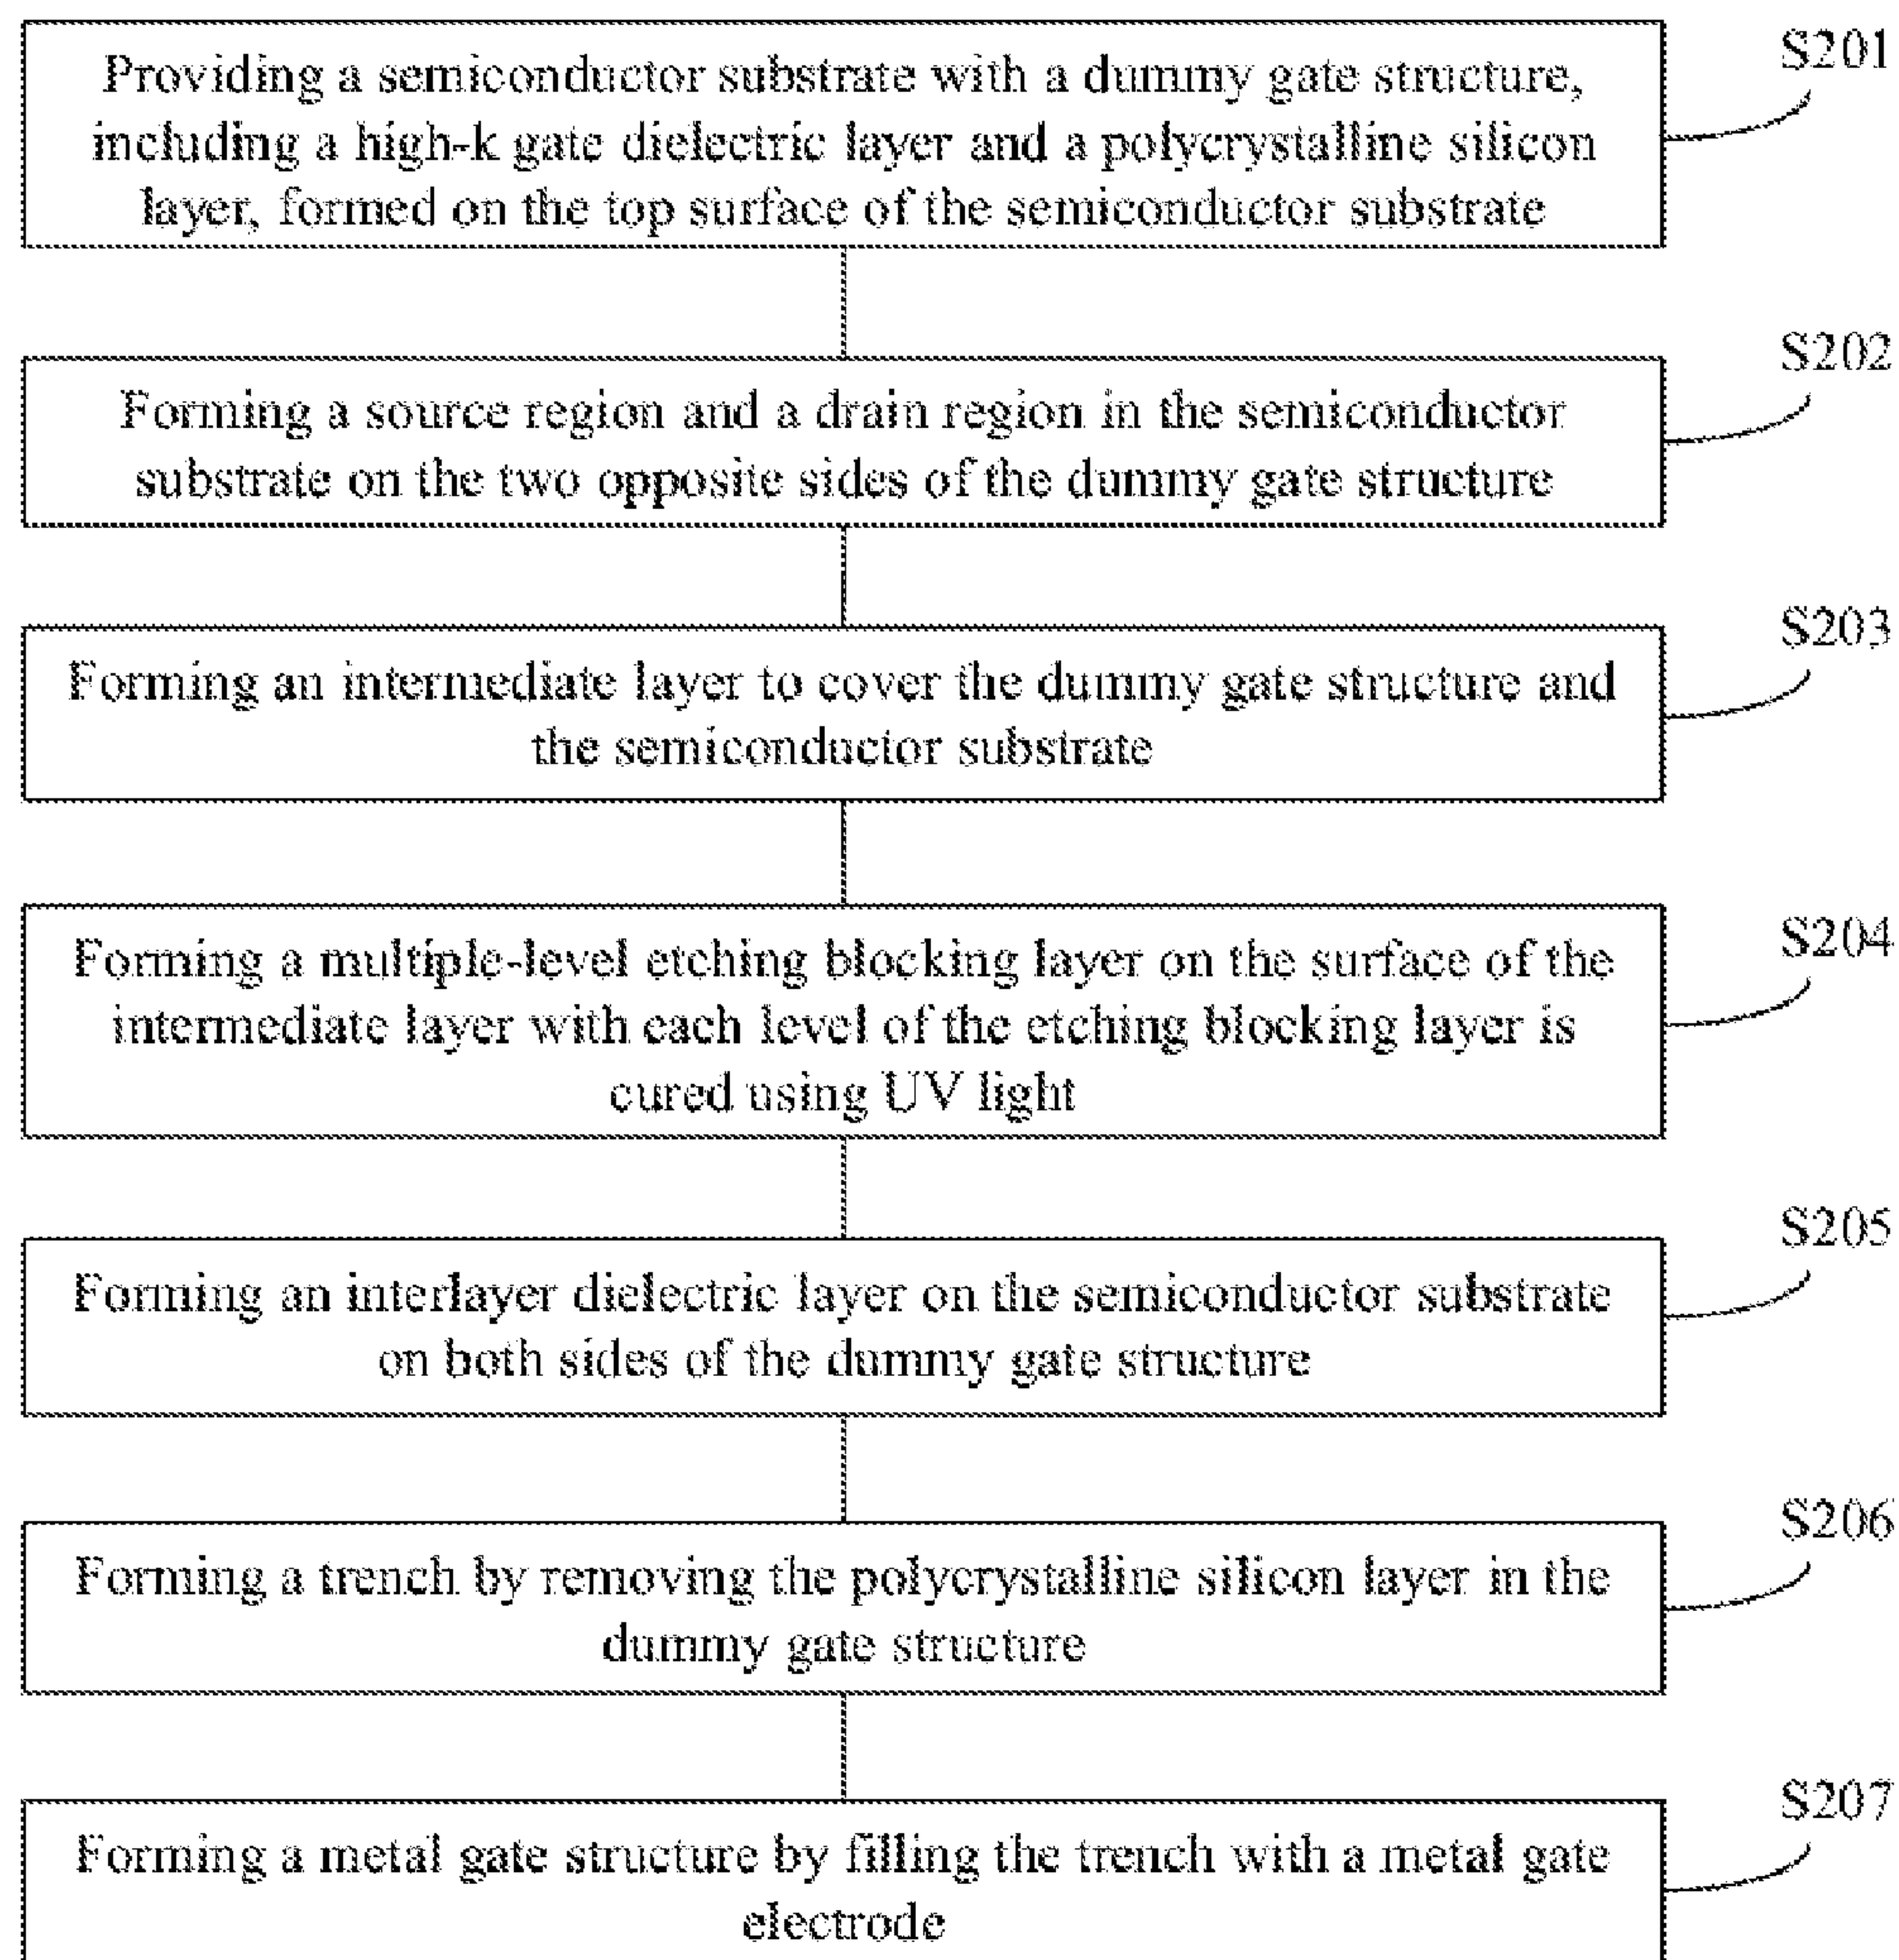 S201
Providing a semiconductor substrate with a dummy gate structure,
including a high-k gate dielectric layer and a polycrystalline silicon
layer, formed on the top surface of the semiconductor substrate
S202
Forming a source region and a drain region in the semiconductor
substrate on the two opposite sides of the dummy gate structure
S203
Forming an intermediate layer to cover the dummy gate structure and
the semiconductor substrate
S204
Forming a multiple-level etching blocking layer on the surface of the
intermediate layer with each level of the etching blocking layer is
cured using UV light
S205
Forming an interlayer dielectric layer on the semiconductor substrate
on both sides of the dummy gate structure
S206
Forming a trench by removing the polycrystalline silicon layer in the
dummy gate structure
S207
Forming a metal gate structure by filling the trench with a metal gate
electrode